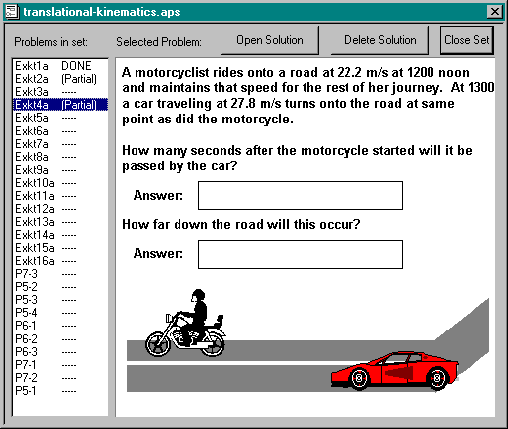 translational-kinematics.aps
Problems in set:
Selected Problem:
Open Solution
Delete Solution
Close Set
Exkt1a DONE
Exkt2a (Partial)
Exkt3a -----
Exkt4a (Partial)
Exkt5a -----
Exkt6a -----
Exkt7a -----
Exkt8a -----
Exkt9a -----
Exkt10a -----
Exkt11a -----
Exkt12a -----
Exkt13a -----
Exkt14a -----
Exkt15a -----
Exkt16a -----
P7-3 -----
P5-2 -----
P5-3 -----
P5-4 -----
P6-1 -----
P6-2 -----
P6-3 -----
P7-1 -----
P7-2 -----
P5-1 -----
A motorcyclist rides onto a road at 22.2 m/s at 1200 noon
and maintains that speed for the rest of her journey. At 1300
a car traveling at 27.8 m/s turns onto the road at same
point as did the motorcycle.
How many seconds after the motorcycle started will it be
passed by the car?
Answer:
How far down the road will this occur?
Answer: